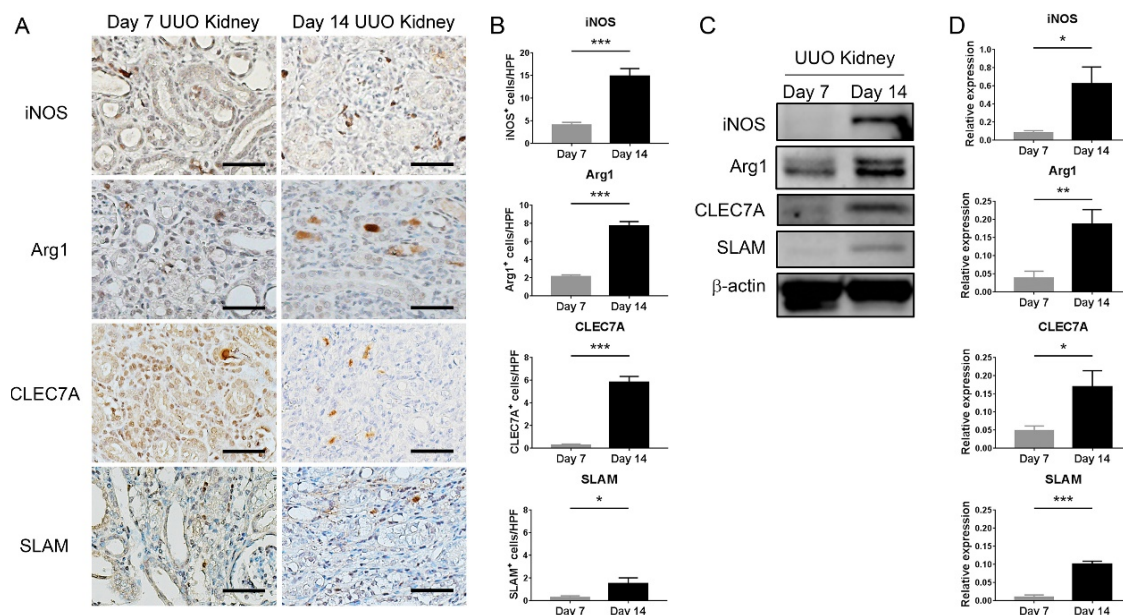 A
Day 7 UUO Kidney
Day 14 UUO Kidney
iNOS
Arg1
CLEC7A
SLAM
B
iNOS
***
iNOS+ cells/HPF
20
15
10
5
0
Day 7
Day 14
Arg1
***
Arg1+ cells/HPF
10
8
6
4
2
0
Day 7
Day 14
CLEC7A
***
CLEC7A+ cells/HPF
8
6
4
2
0
Day 7
Day 14
SLAM
*
SLAM+ cells/HPF
8
6
4
2
0
Day 7
Day 14
C
UUO Kidney
Day 7 Day 14
iNOS
Arg1
CLEC7A
SLAM
β-actin
D
iNOS
*
Relative expression
1.0
0.8
0.6
0.4
0.2
0.0
Day 7
Day 14
Arg1
**
Relative expression
0.25
0.20
0.15
0.10
0.05
0.00
Day 7
Day 14
CLEC7A
*
Relative expression
0.25
0.20
0.15
0.10
0.05
0.00
Day 7
Day 14
SLAM
***
Relative expression
0.25
0.20
0.15
0.10
0.05
0.00
Day 7
Day 14